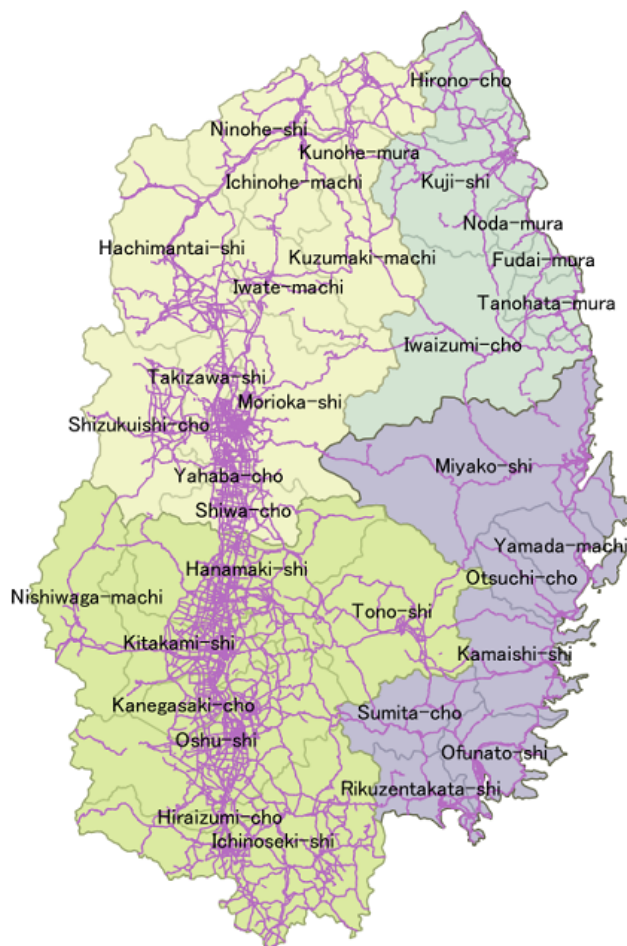 Hirono-cho
Ninohe-shi
Kunohe-mura
Ichinohe-machi
Kuji-shi
Noda-mura
Hachimantai-shi
Kuzumaki-machi
Fudai-mura
Iwate-machi
Tanohata-mura
Iwaizumi-cho
Takizawa-shi
Morioka-shi
Shizukuishi-cho
Miyako-shi
Yahaba-cho
Shiwa-cho
Yamada-machi
Hanamaki-shi
Otsuchi-cho
Nishiwaga-machi
Tono-shi
Kitakami-shi
Kamaishi-shi
Kanegasaki-cho
Sumita-cho
Oshu-shi
Ofunato-shi
Rikuzentakata-shi
Hiraizumi-cho
Ichinoseki-shi